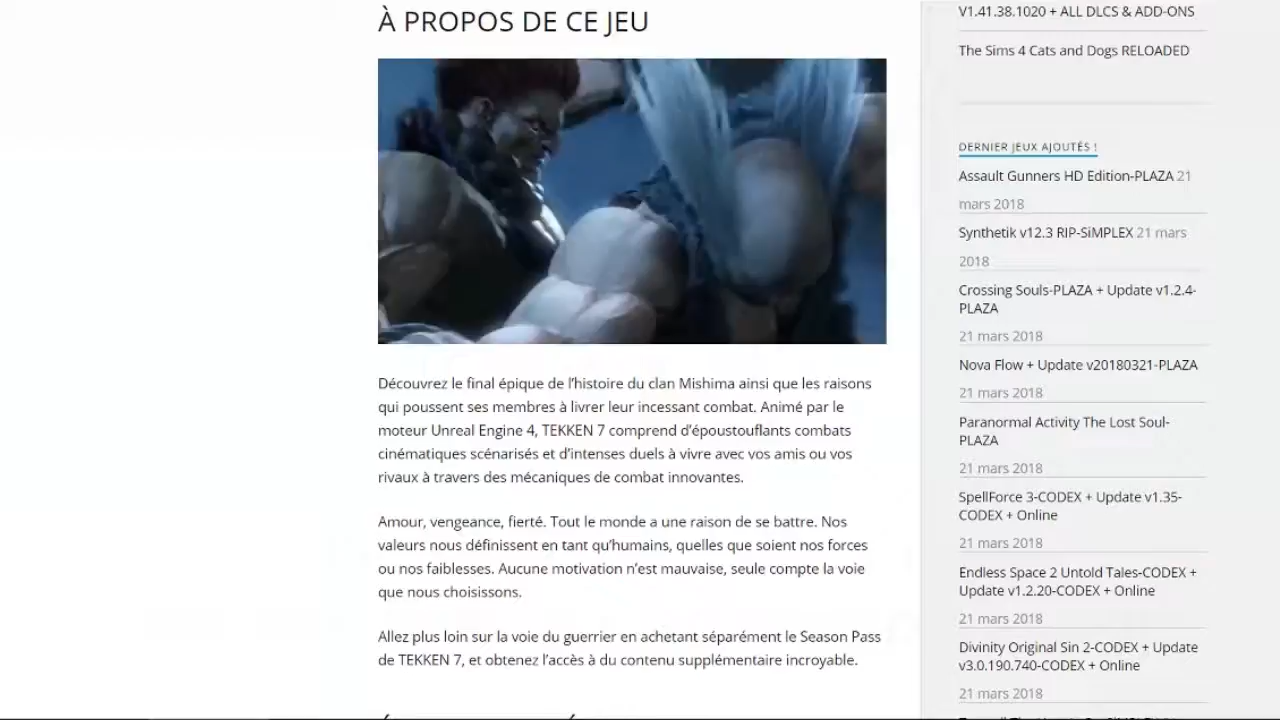 À PROPOS DE CE JEU
Découvrez le final épique de l’histoire du clan Mishima ainsi que les raisons
qui poussent ses membres à livrer leur incessant combat. Animé par le
moteur Unreal Engine 4, TEKKEN 7 comprend d’époustouflants combats
cinématiques scénarisés et d’intenses duels à vivre avec vos amis ou vos
rivaux à travers des mécaniques de combat innovantes.
Amour, vengeance, fierté. Tout le monde a une raison de se battre. Nos
valeurs nous définissent en tant qu’humains, quelles que soient nos forces
ou nos faiblesses. Aucune motivation n’est mauvaise, seule compte la voie
que nous choisissons.
Allez plus loin sur la voie du guerrier en achetant séparément le Season Pass
de TEKKEN 7, et obtenez l’accès à du contenu supplémentaire incroyable.
V1.41.38.1020 + ALL DLCS & ADD-ONS
The Sims 4 Cats and Dogs RELOADED
DERNIER JEUX AJOUTÉS !
Assault Gunners HD Edition-PLAZA 21
mars 2018
Synthetik v12.3 RIP-SiMPLEX 21 mars
2018
Crossing Souls-PLAZA + Update v1.2.4-
PLAZA
21 mars 2018
Nova Flow + Update v20180321-PLAZA
21 mars 2018
Paranormal Activity The Lost Soul-
PLAZA
21 mars 2018
SpellForce 3-CODEX + Update v1.35-
CODEX + Online
21 mars 2018
Endless Space 2 Untold Tales-CODEX +
Update v1.2.20-CODEX + Online
21 mars 2018
Divinity Original Sin 2-CODEX + Update
v3.0.190.740-CODEX + Online
21 mars 2018